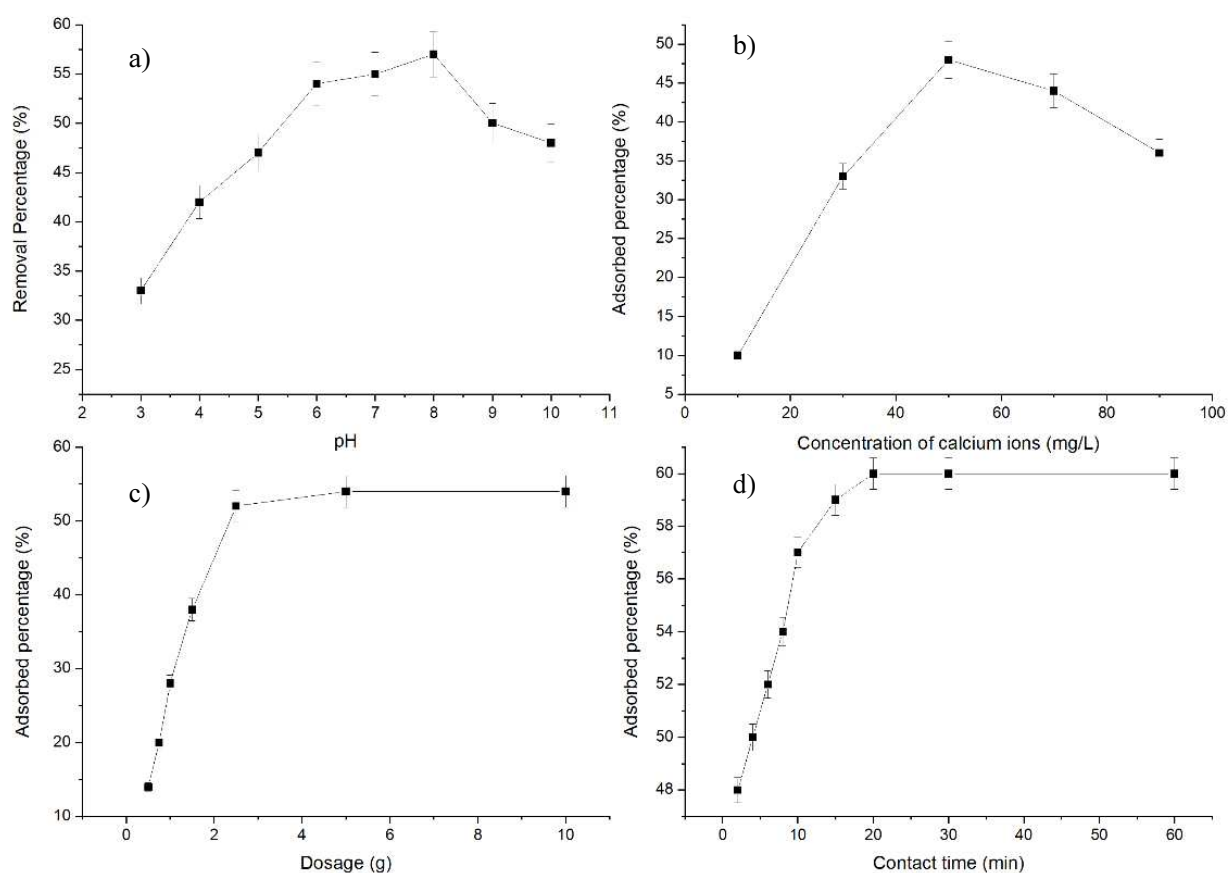 a)
Removal Percentage (%)
60
55
50
45
40
35
30
25
2 3 4 5 6 7 8 9 10 11
pH
b)
Adsorbed percentage (%)
50
45
40
35
30
25
20
15
10
5
0 20 40 60 80 100
Concentration of calcium ions (mg/L)
c)
Adsorbed percentage (%)
60
50
40
30
20
10
0 2 4 6 8 10
Dosage (g)
d)
Adsorbed percentage (%)
60
58
56
54
52
50
48
0 10 20 30 40 50 60
Contact time (min)